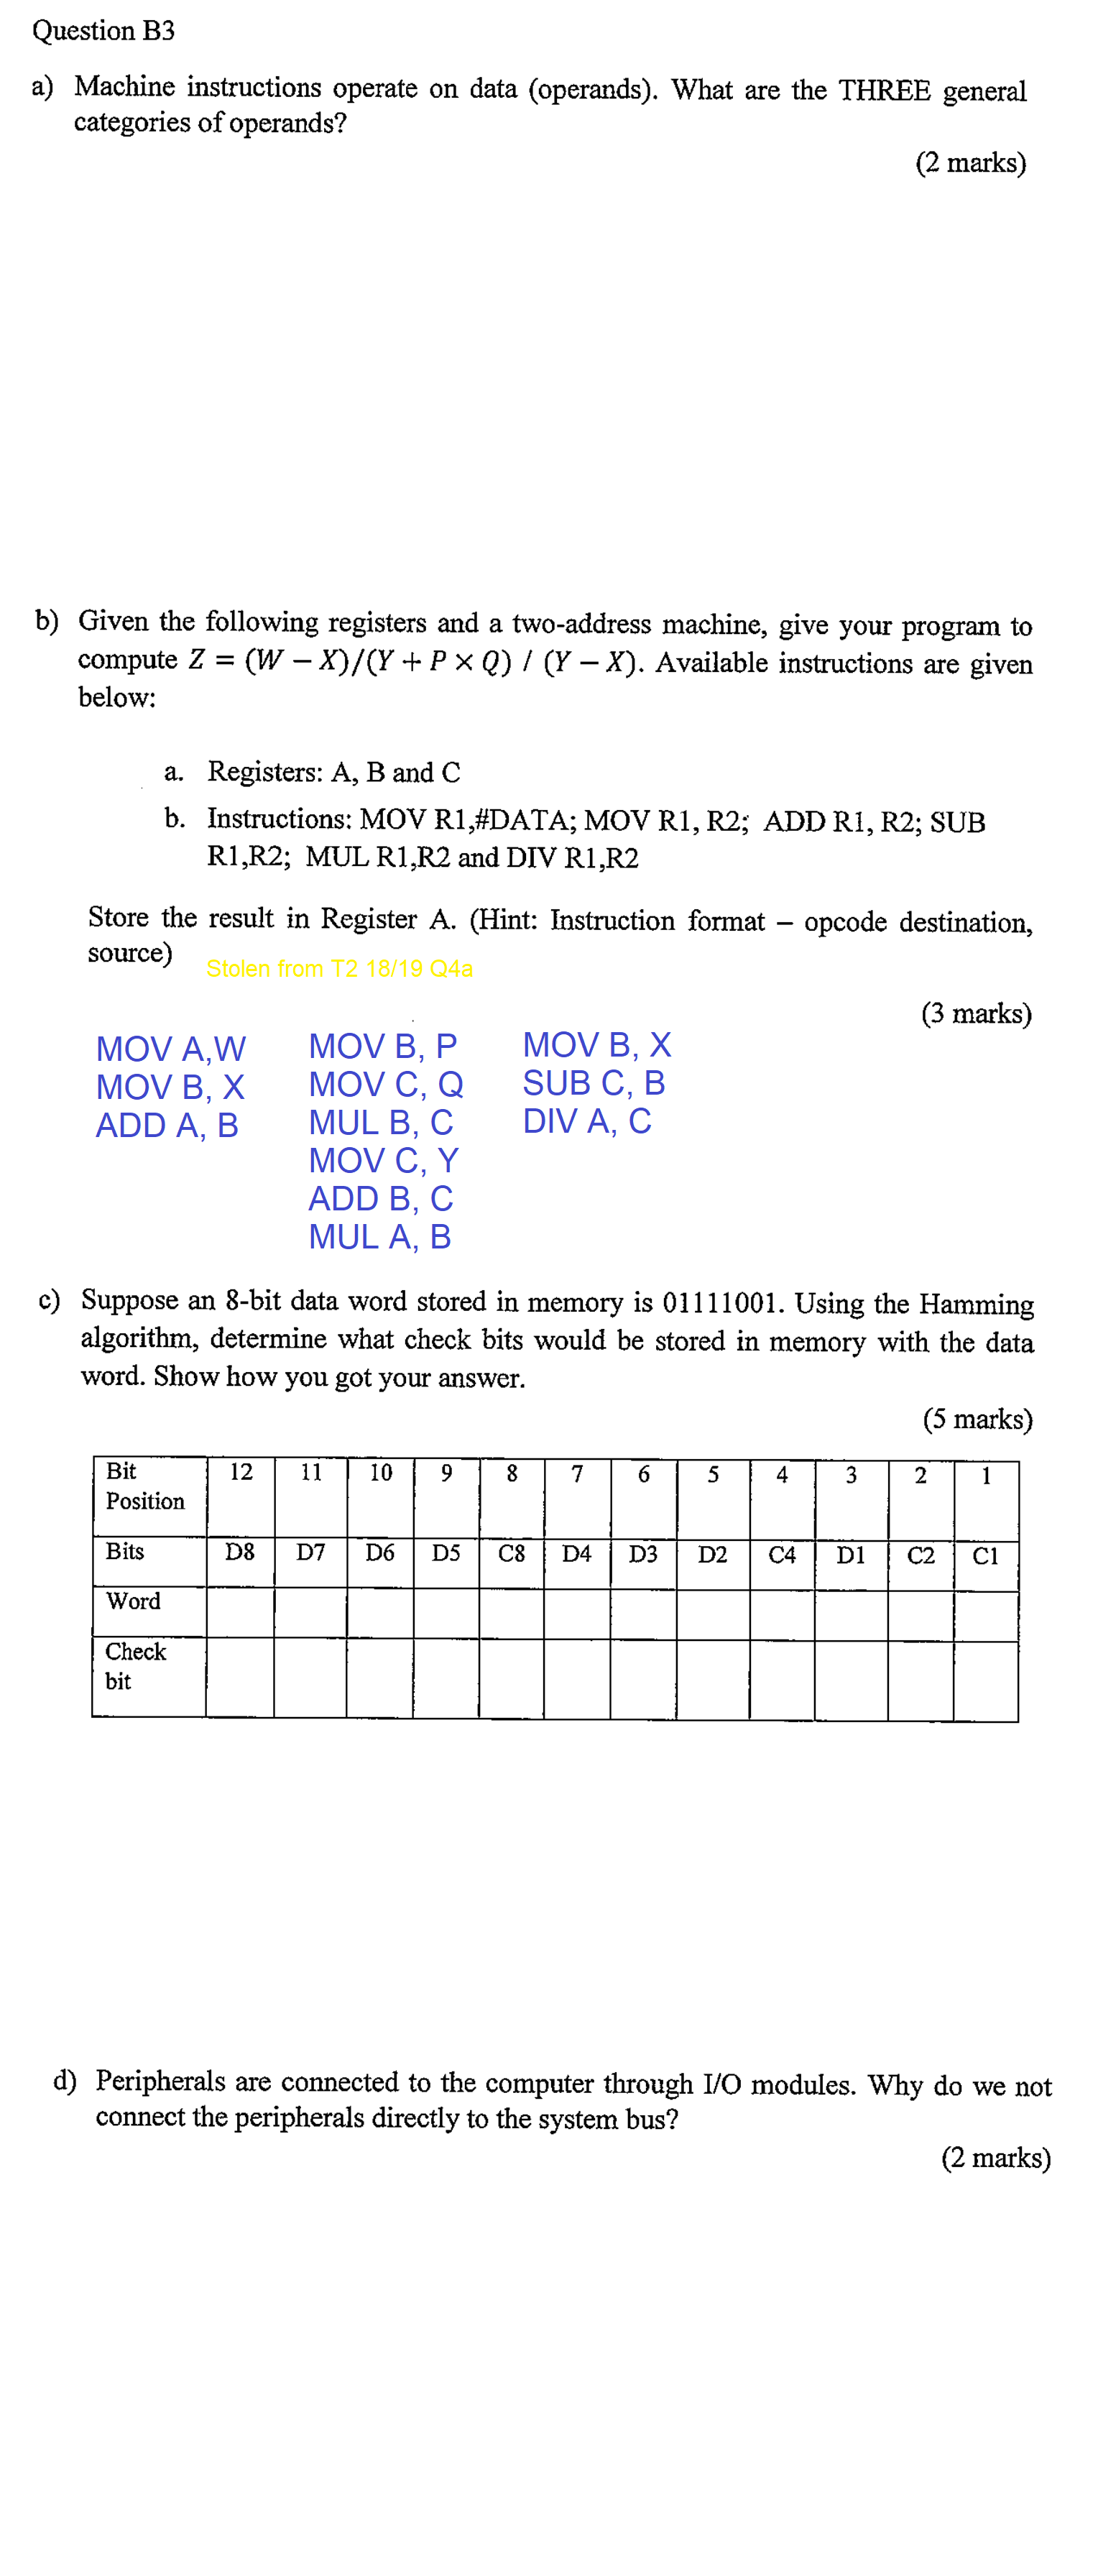 Question B3
a) Machine instructions operate on data (operands). What are the THREE general
categories of operands?
(2 marks)
b) Given the following registers and a two-address machine, give your program to
compute Z = (W − X)/(Y + P × Q) / (Y − X). Available instructions are given
below:
a. Registers: A, B and C
b. Instructions: MOV R1,#DATA; MOV R1, R2; ADD R1, R2; SUB
R1,R2; MUL R1,R2 and DIV R1,R2
Store the result in Register A. (Hint: Instruction format – opcode destination,
source)
Stolen from T2 18/19 Q4a
(3 marks)
MOV A,W
MOV B, X
ADD A, B
MOV B, P
MOV C, Q
MUL B, C
MOV C, Y
ADD B, C
MUL A, B
MOV B, X
SUB C, B
DIV A, C
c) Suppose an 8-bit data word stored in memory is 01111001. Using the Hamming
algorithm, determine what check bits would be stored in memory with the data
word. Show how you got your answer.
(5 marks)
Bit Position 12 11 10 9 8 7 6 5 4 3 2 1
Bits D8 D7 D6 D5 C8 D4 D3 D2 C4 D1 C2 C1
Word
Check
bit
d) Peripherals are connected to the computer through I/O modules. Why do we not
connect the peripherals directly to the system bus?
(2 marks)